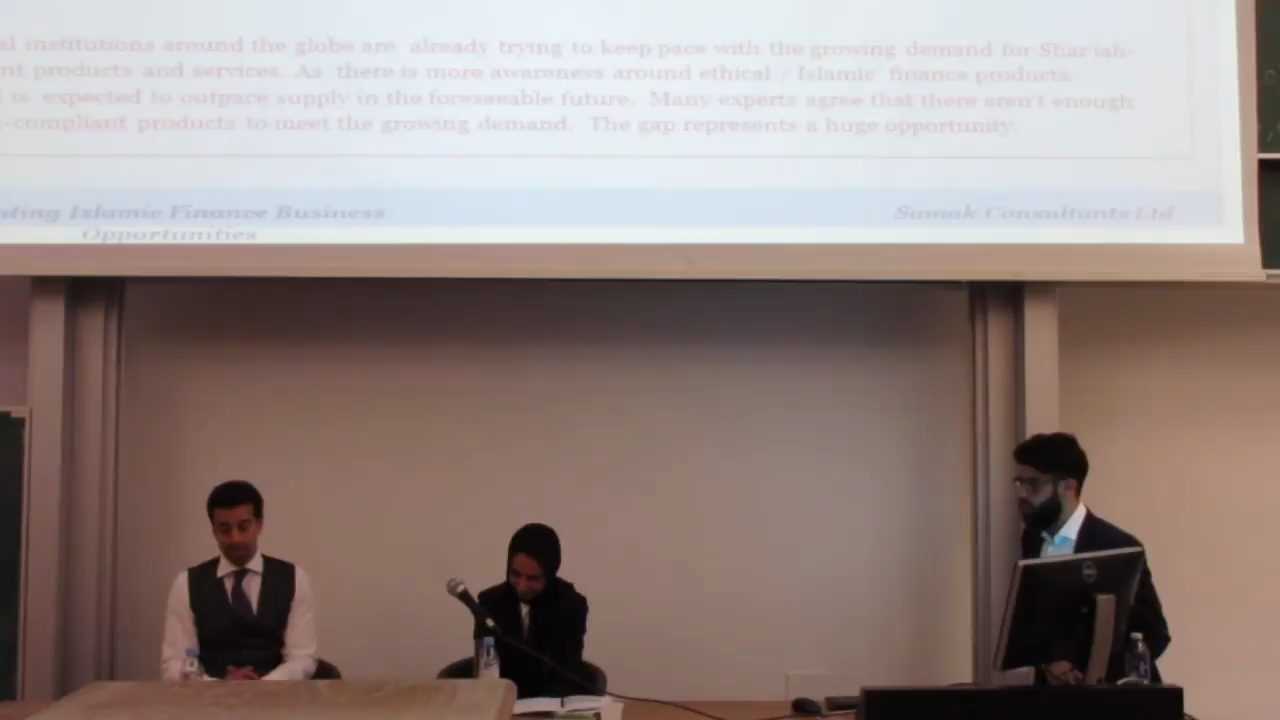 al institutions around the globe are already trying to keep pace with the growing demand for Shar'iah-
nt products and services. As there is more awareness around ethical / Islamic finance products,
is expected to outpace supply in the foreseeable future. Many experts agree that there aren't enough
-compliant products to meet the growing demand. The gap represents a huge opportunity.
ating Islamic Finance Business
Opportunities
Samak Consultants Ltd